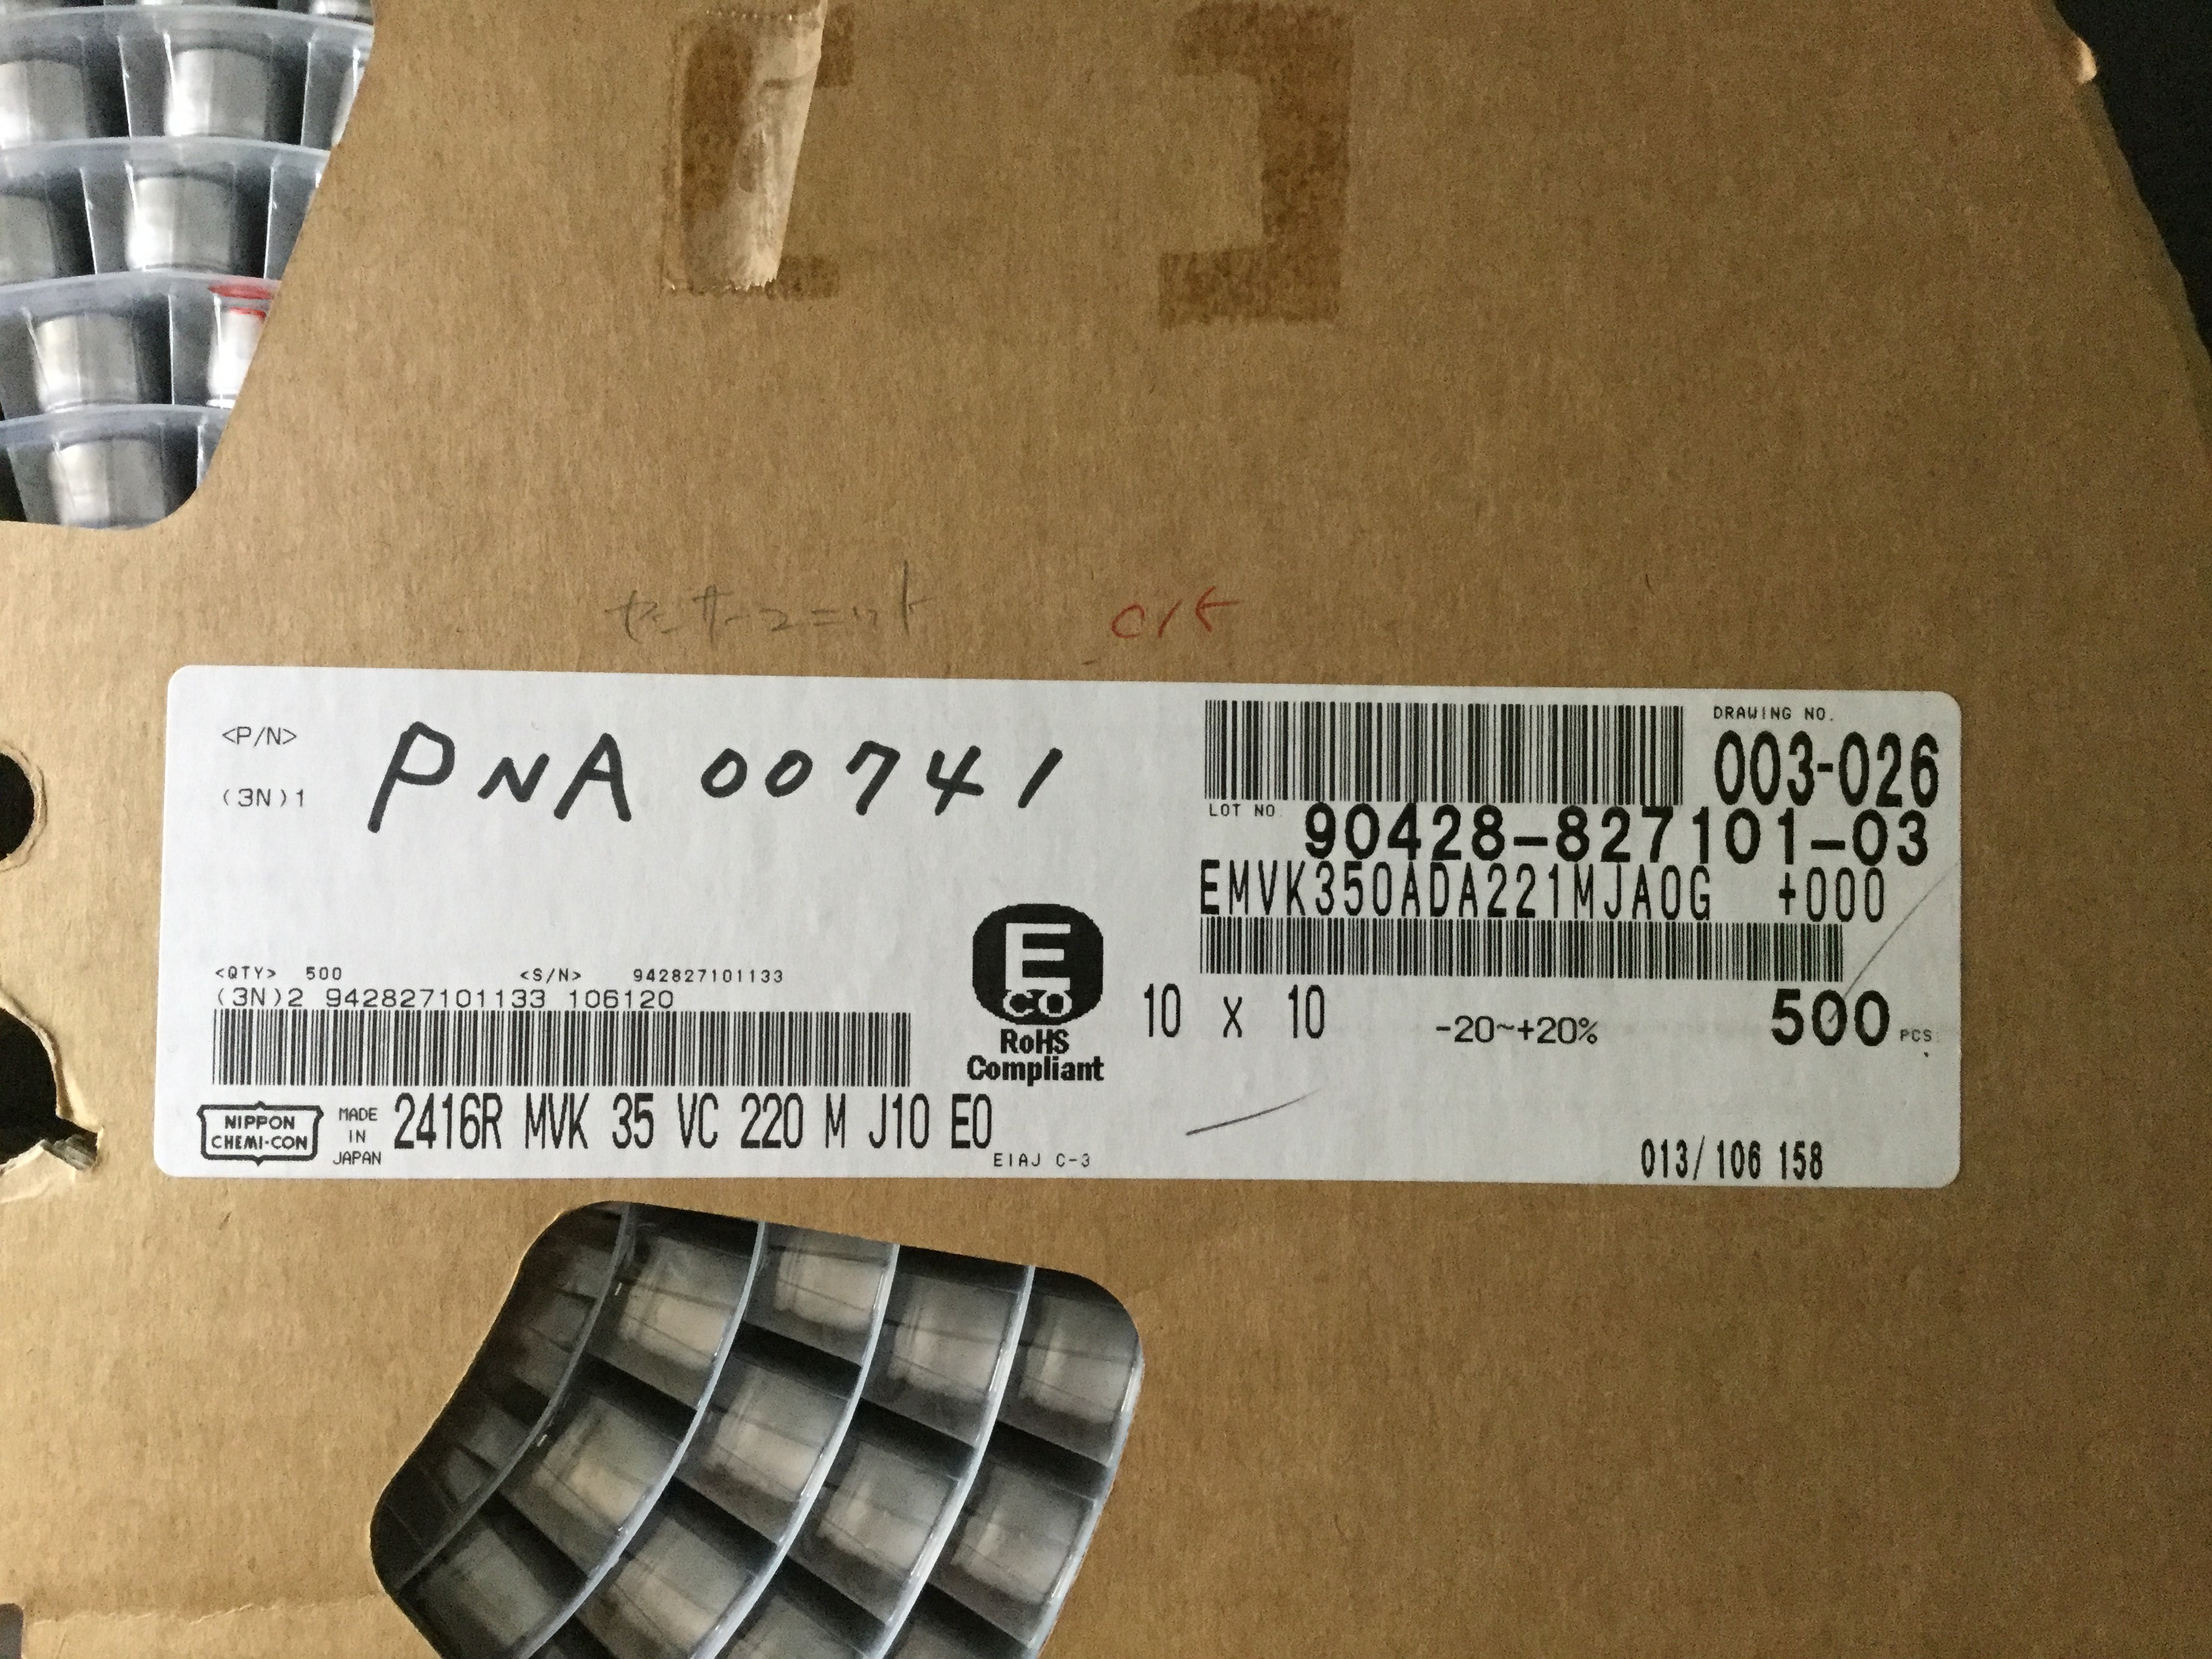 センサーユニット OK
<P/N>
(3N)1
PNA 00741
DRAWING NO.
003-026
LOT NO.
90428-827101-03
EMVK350ADA221MJA0G +000
<QTY> 500 <S/N> 942827101133
(3N)2 942827101133 106120
ECO
RoHS
Compliant
10 X 10 -20~+20% 500 PCS.
NIPPON
CHEMI-CON
MADE
IN
JAPAN
2416R MVK 35 VC 220 M J10 E0
EIAJ C-3
013/106 158